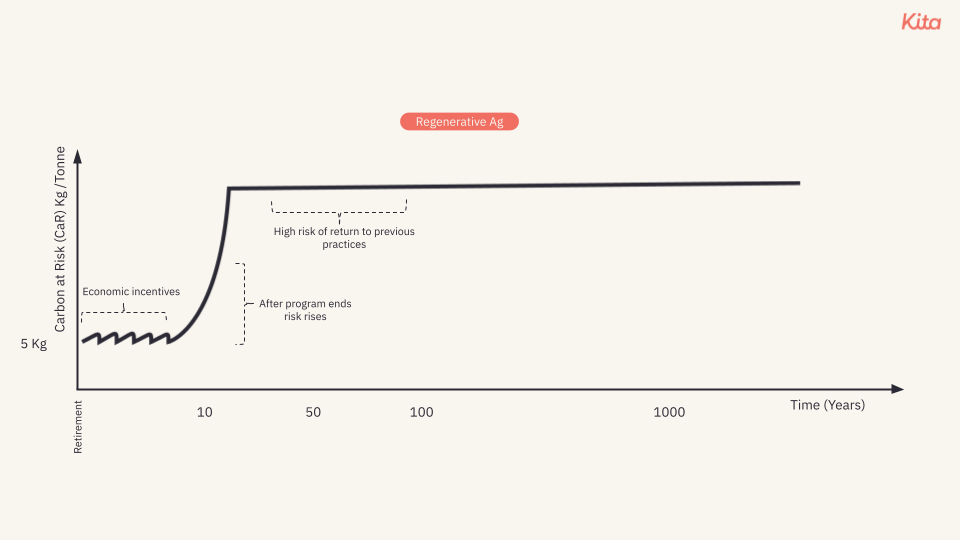 Kita
Regenerative Ag
Carbon at Risk (CaR) Kg /Tonne
High risk of return to previous
practices
Economic incentives
After program ends
risk rises
5 Kg
Retirement
10
50
100
1000
Time (Years)